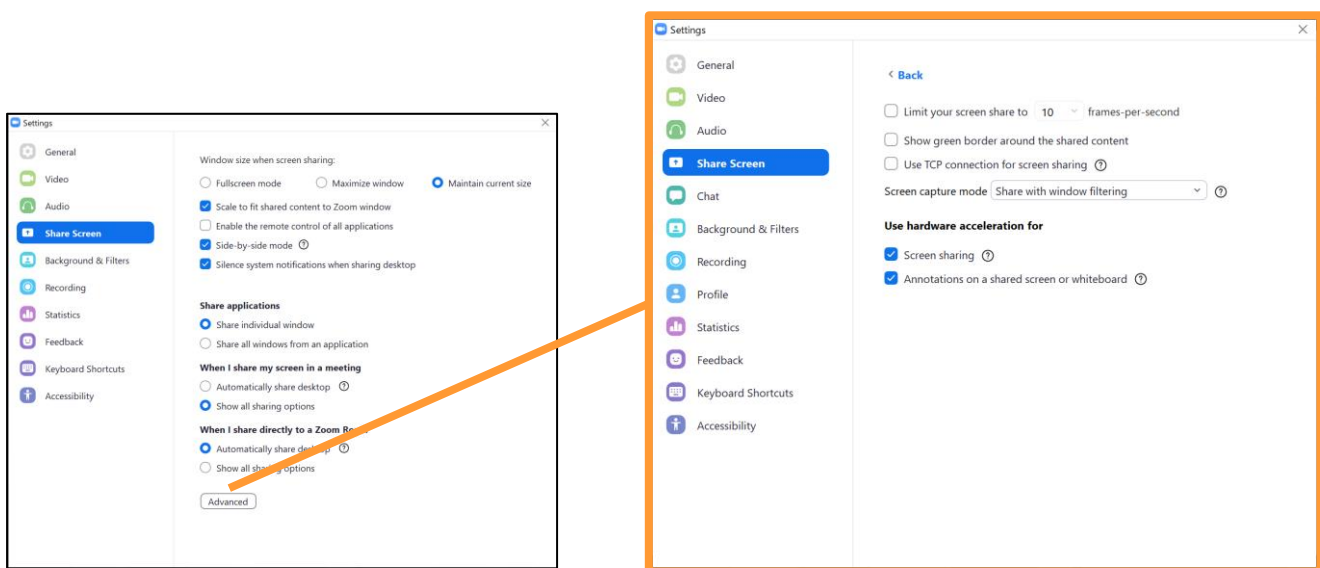 Settings
General
Video
Audio
Share Screen
Background & Filters
Recording
Statistics
Feedback
Keyboard Shortcuts
Accessibility
Window size when screen sharing:
Fullscreen mode Maximize window Maintain current size
Scale to fit shared content to Zoom window
Enable the remote control of all applications
Side-by-side mode
Silence system notifications when sharing desktop
Share applications
Share individual window
Share all windows from an application
When I share my screen in a meeting
Automatically share desktop
Show all sharing options
When I share directly to a Zoom
Automatically share desktop
Show all sharing options
Advanced
Settings
General
Video
Audio
Share Screen
Chat
Background & Filters
Recording
Profile
Statistics
Feedback
Keyboard Shortcuts
Accessibility
< Back
Limit your screen share to 10 frames-per-second
Show green border around the shared content
Use TCP connection for screen sharing
Screen capture mode Share with window filtering
Use hardware acceleration for
Screen sharing
Annotations on a shared screen or whiteboard